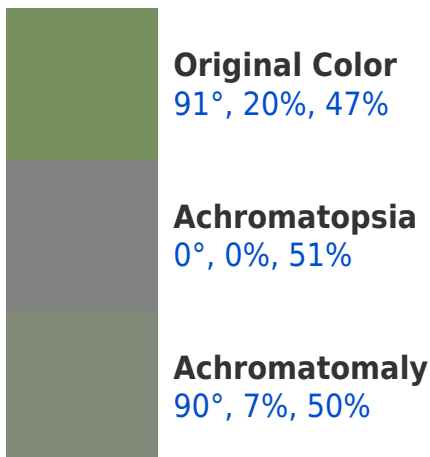 Original Color
91°, 20%, 47%
Achromatopsia
0°, 0%, 51%
Achromatomaly
90°, 7%, 50%